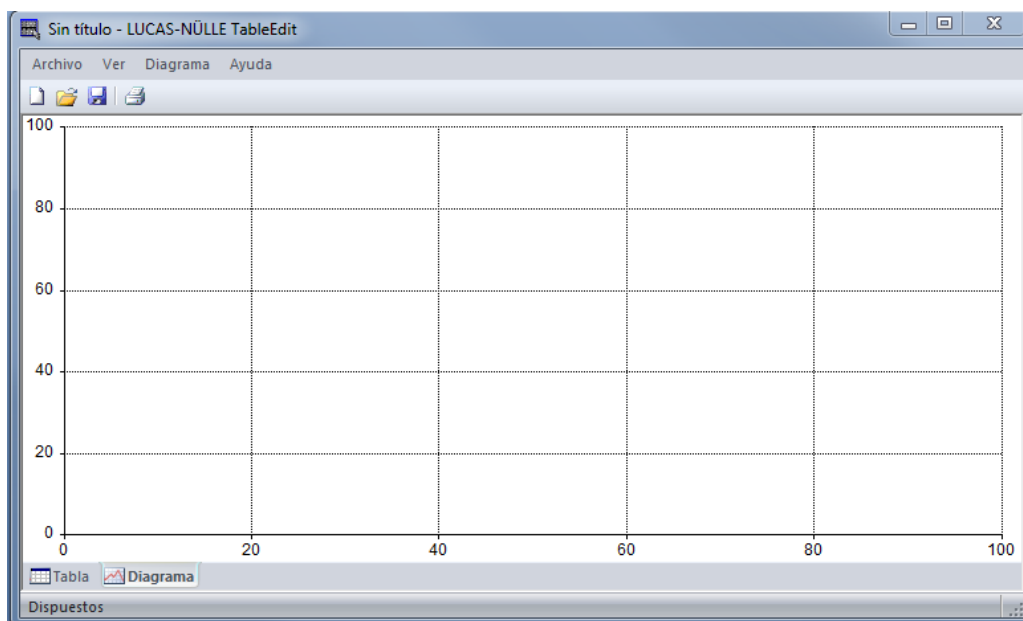 Sin título - LUCAS-NÜLLE TableEdit
Archivo Ver Diagrama Ayuda
100
80
60
40
20
0
0 20 40 60 80 100
Tabla Diagrama
Dispuestos